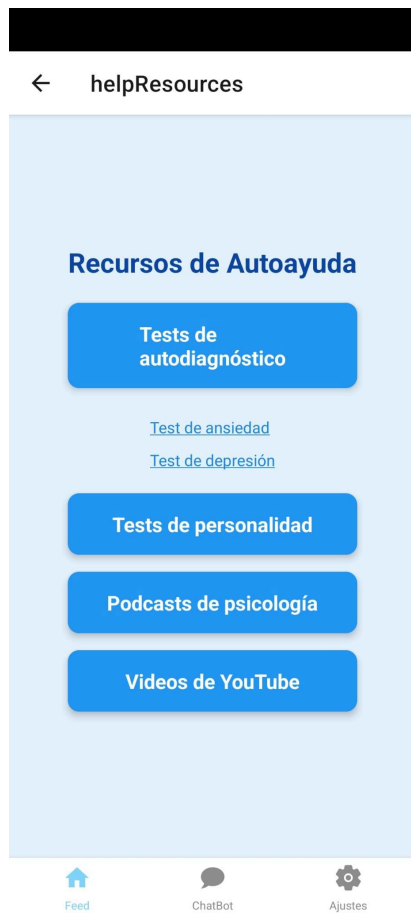 helpResources
Recursos de Autoayuda
Tests de
autodiagnóstico
Test de ansiedad
Test de depresión
Tests de personalidad
Podcasts de psicología
Videos de YouTube
Feed
ChatBot
Ajustes